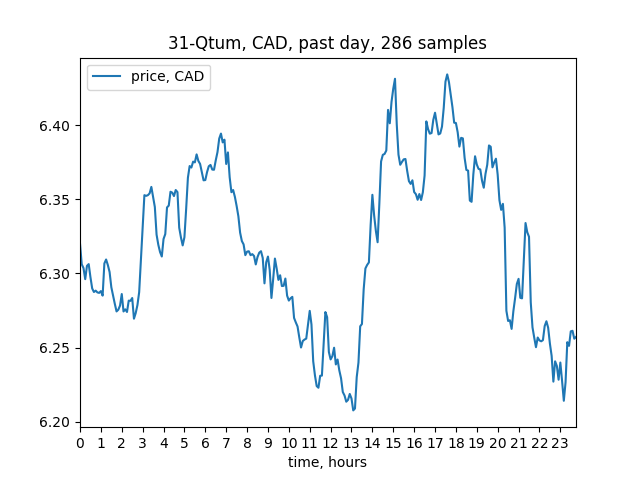 31-Qtum, CAD, past day, 286 samples
price, CAD
6.40
6.35
6.30
6.25
6.20
0 1 2 3 4 5 6 7 8 9 10 11 12 13 14 15 16 17 18 19 20 21 22 23
time, hours